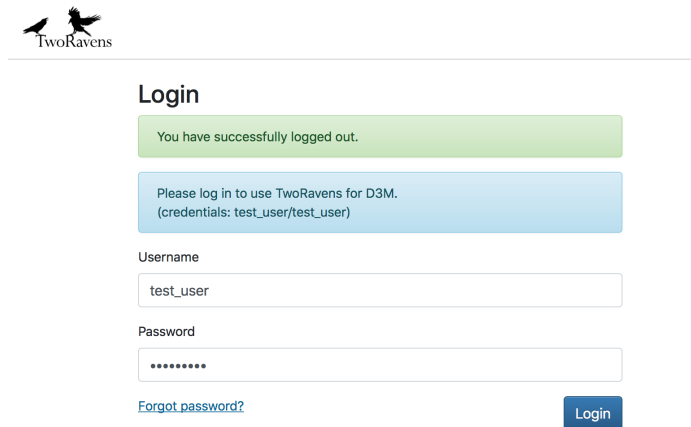 TwoRavens
Login
You have successfully logged out.
Please log in to use TwoRavens for D3M.
(credentials: test_user/test_user)
Username
test_user
Password
•••••••••
Forgot password?
Login